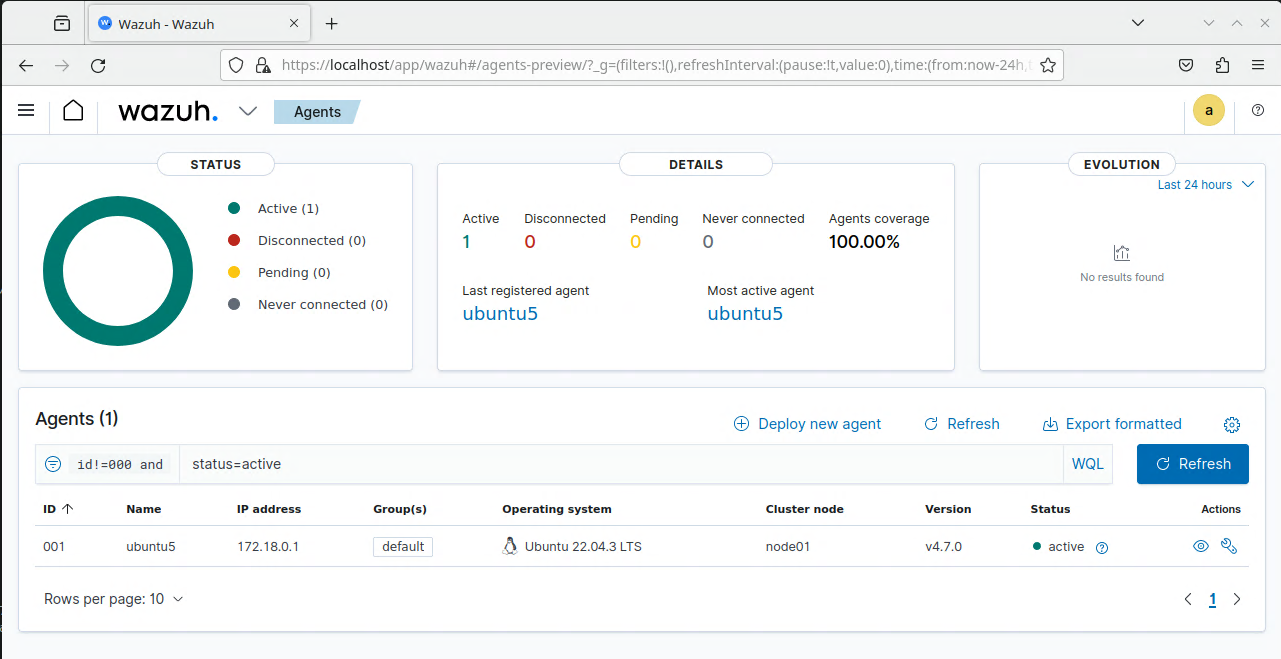 Wazuh - Wazuh
https://localhost/app/wazuh#/agents-preview/?_g=(filters:!(),refreshInterval:(pause:!t,value:0),time:(from:now-24h,
wazuh. Agents a
STATUS
Active (1)
Disconnected (0)
Pending (0)
Never connected (0)
DETAILS
Active Disconnected Pending Never connected Agents coverage
1 0 0 0 100.00%
Last registered agent Most active agent
ubuntu5 ubuntu5
EVOLUTION
Last 24 hours
No results found
Agents (1) Deploy new agent Refresh Export formatted
id!=000 and status=active WQL Refresh
ID Name IP address Group(s) Operating system Cluster node Version Status Actions
001 ubuntu5 172.18.0.1 default Ubuntu 22.04.3 LTS node01 v4.7.0 active
Rows per page: 10 1